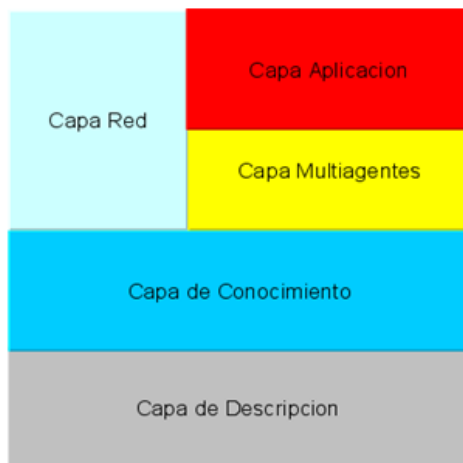 Capa Red
Capa Aplicacion
Capa Multiagentes
Capa de Conocimiento
Capa de Descripcion